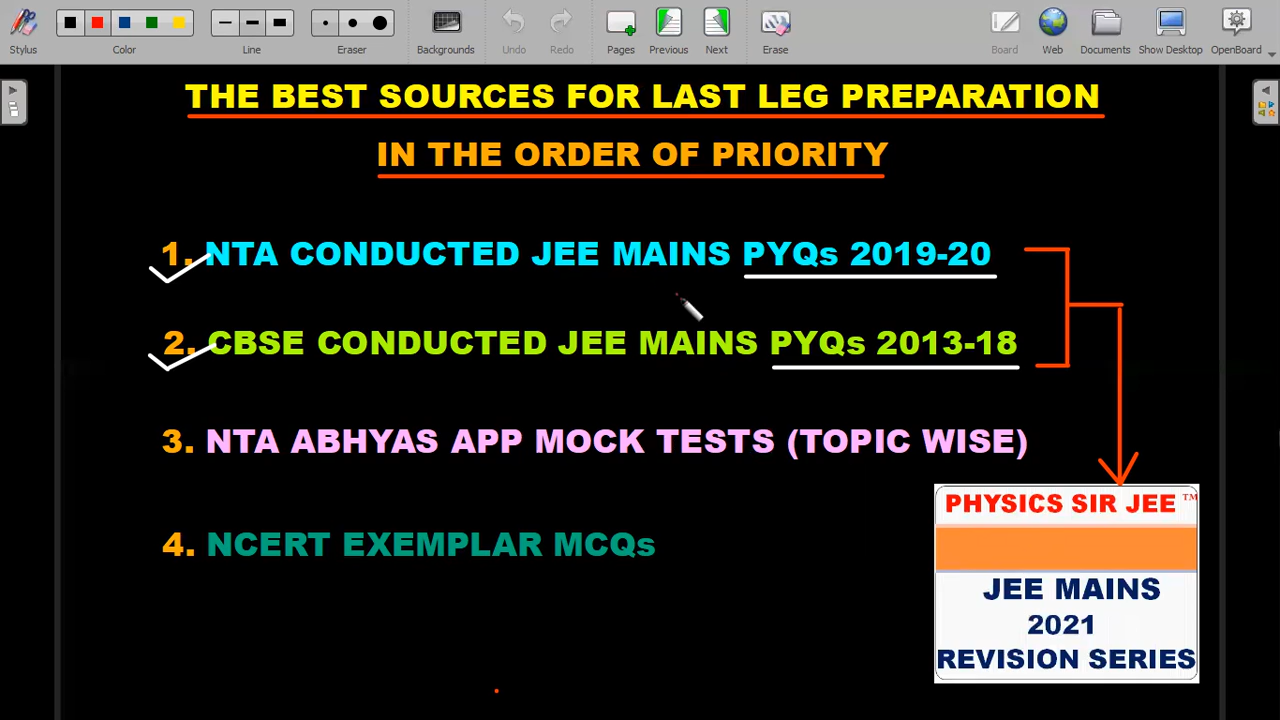 Stylus
Color
Line
Eraser
Backgrounds
Undo
Redo
Pages
Previous
Next
Erase
Board
Web
Documents
Show Desktop
OpenBoard
THE BEST SOURCES FOR LAST LEG PREPARATION
IN THE ORDER OF PRIORITY
1. NTA CONDUCTED JEE MAINS PYQs 2019-20
2. CBSE CONDUCTED JEE MAINS PYQs 2013-18
3. NTA ABHYAS APP MOCK TESTS (TOPIC WISE)
4. NCERT EXEMPLAR MCQs
PHYSICS SIR JEE ™
JEE MAINS
2021
REVISION SERIES